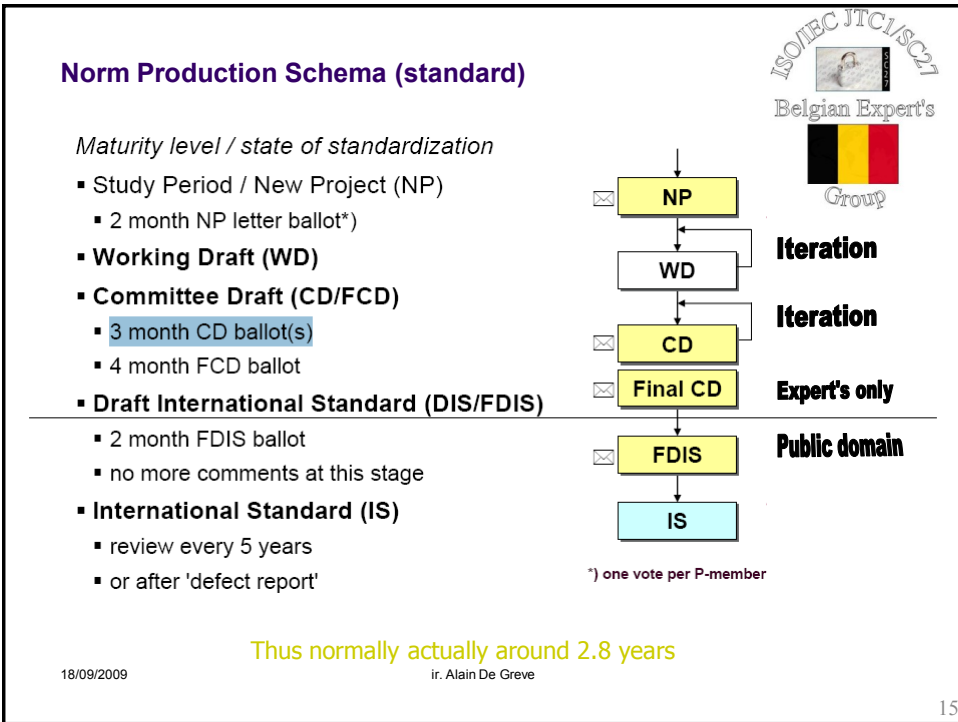 Norm Production Schema (standard)
ISO/IEC JTC1/SC27
SC27
Belgian Expert's
Group
Maturity level / state of standardization
▪ Study Period / New Project (NP)
▪ 2 month NP letter ballot*)
▪ Working Draft (WD)
▪ Committee Draft (CD/FCD)
▪ 3 month CD ballot(s)
▪ 4 month FCD ballot
▪ Draft International Standard (DIS/FDIS)
▪ 2 month FDIS ballot
▪ no more comments at this stage
▪ International Standard (IS)
▪ review every 5 years
▪ or after 'defect report'
NP
WD
Iteration
CD
Iteration
Final CD
Expert's only
FDIS
Public domain
IS
*) one vote per P-member
Thus normally actually around 2.8 years
18/09/2009
ir. Alain De Greve
15